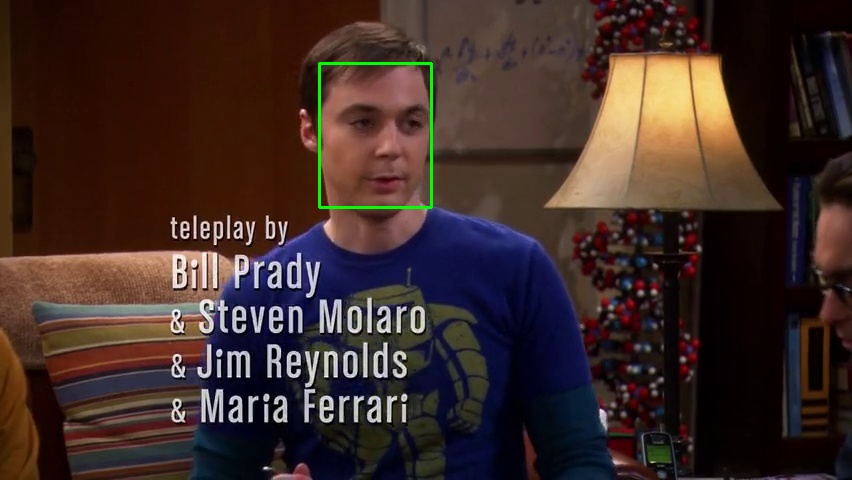 teleplay by
Bill Prady
& Steven Molaro
& Jim Reynolds
& Maria Ferrari